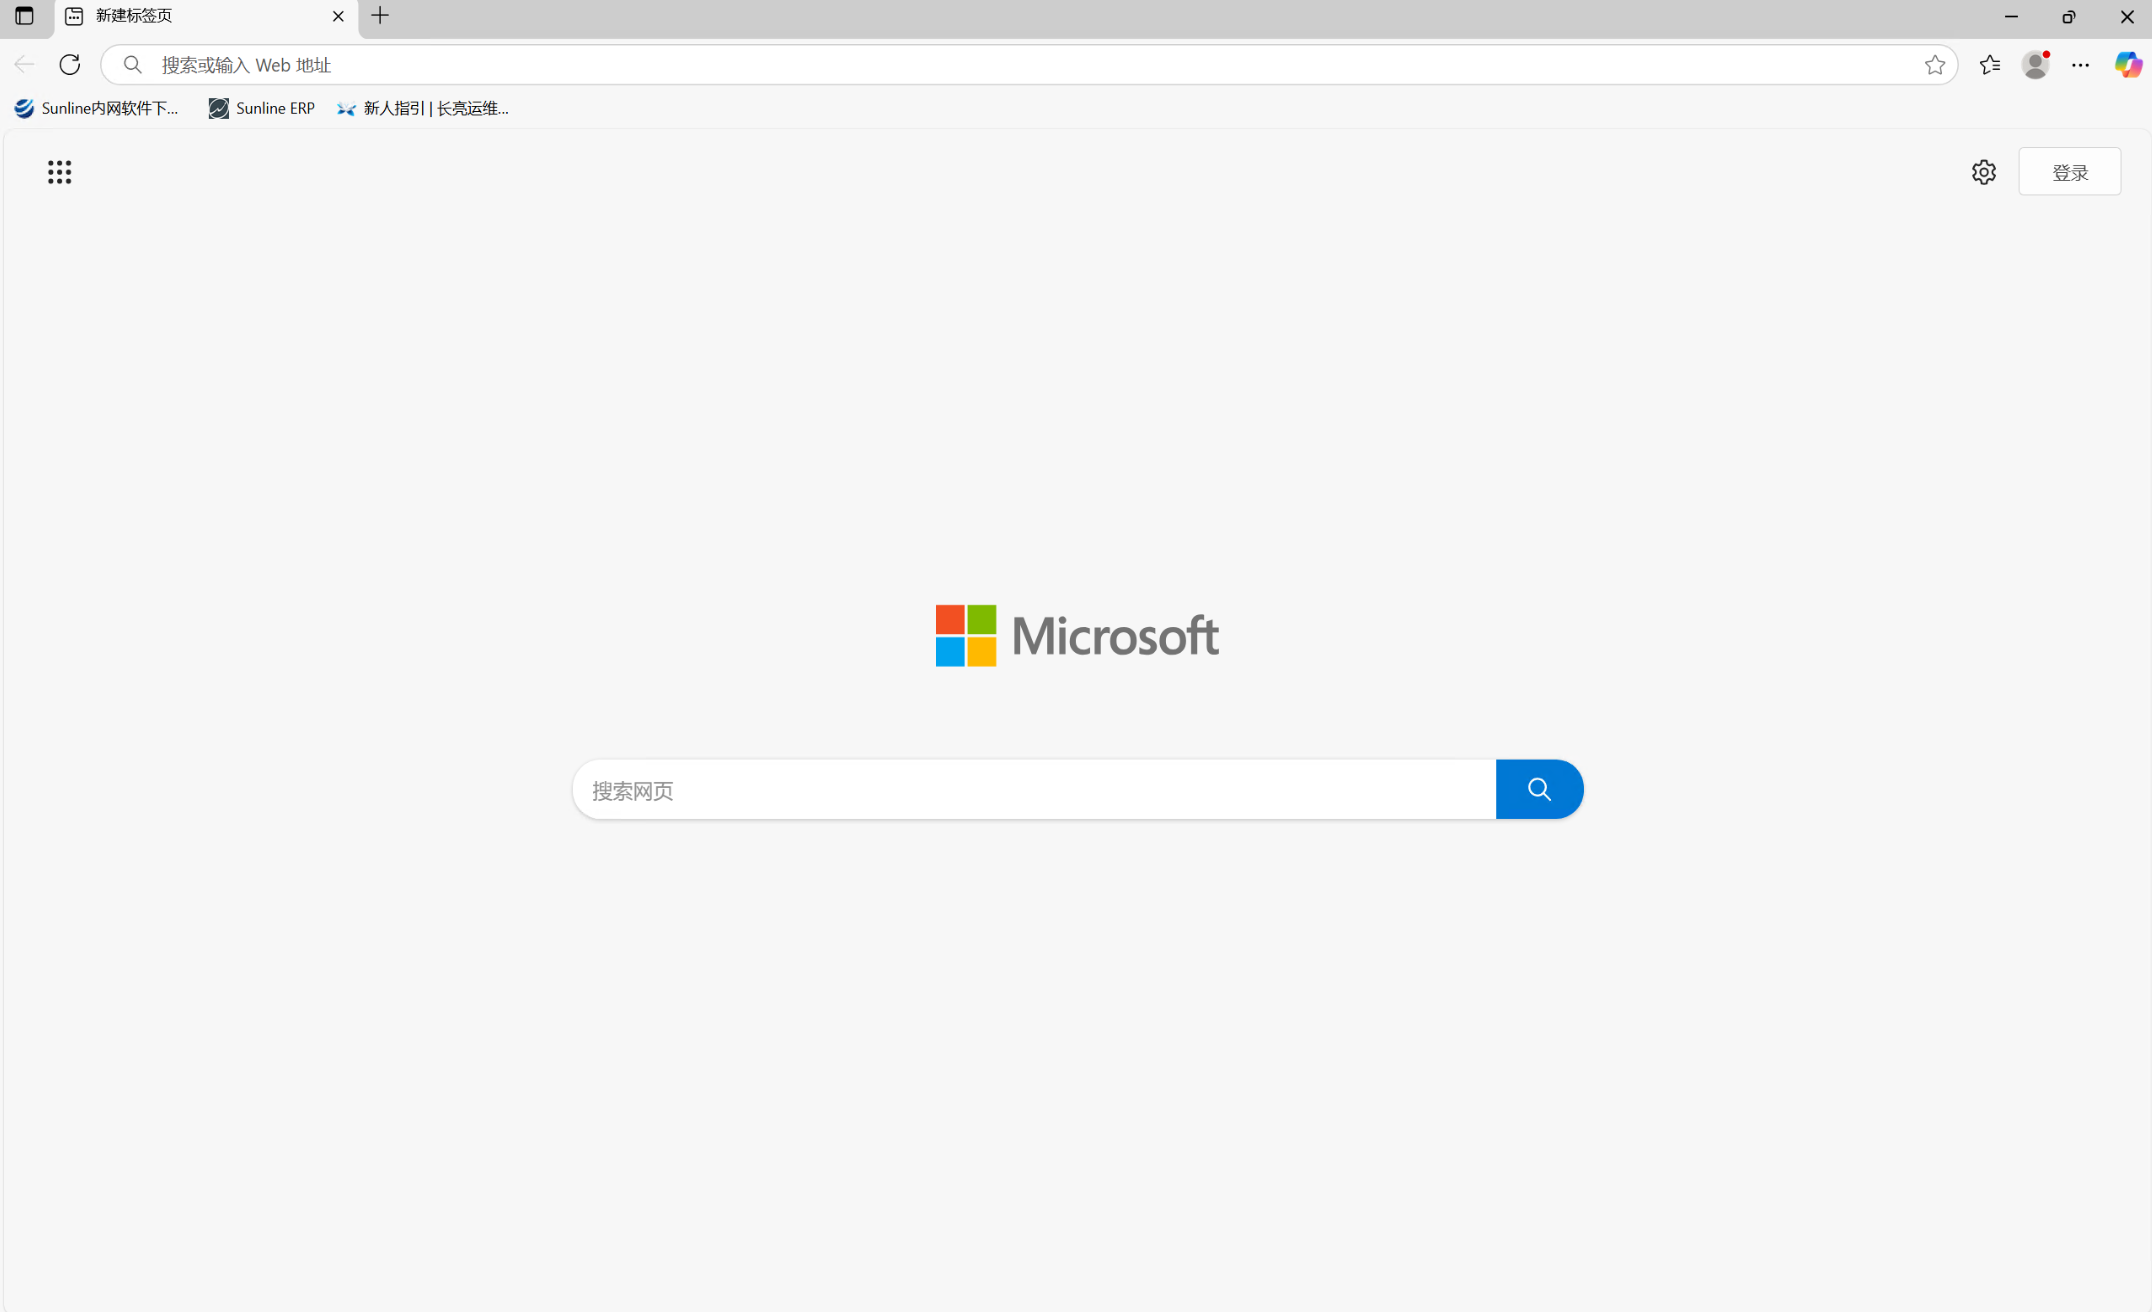 新建标签页
搜索或输入 Web 地址
Sunline内网软件下...
Sunline ERP
新人指引 | 长亮运维...
登录
Microsoft
搜索网页